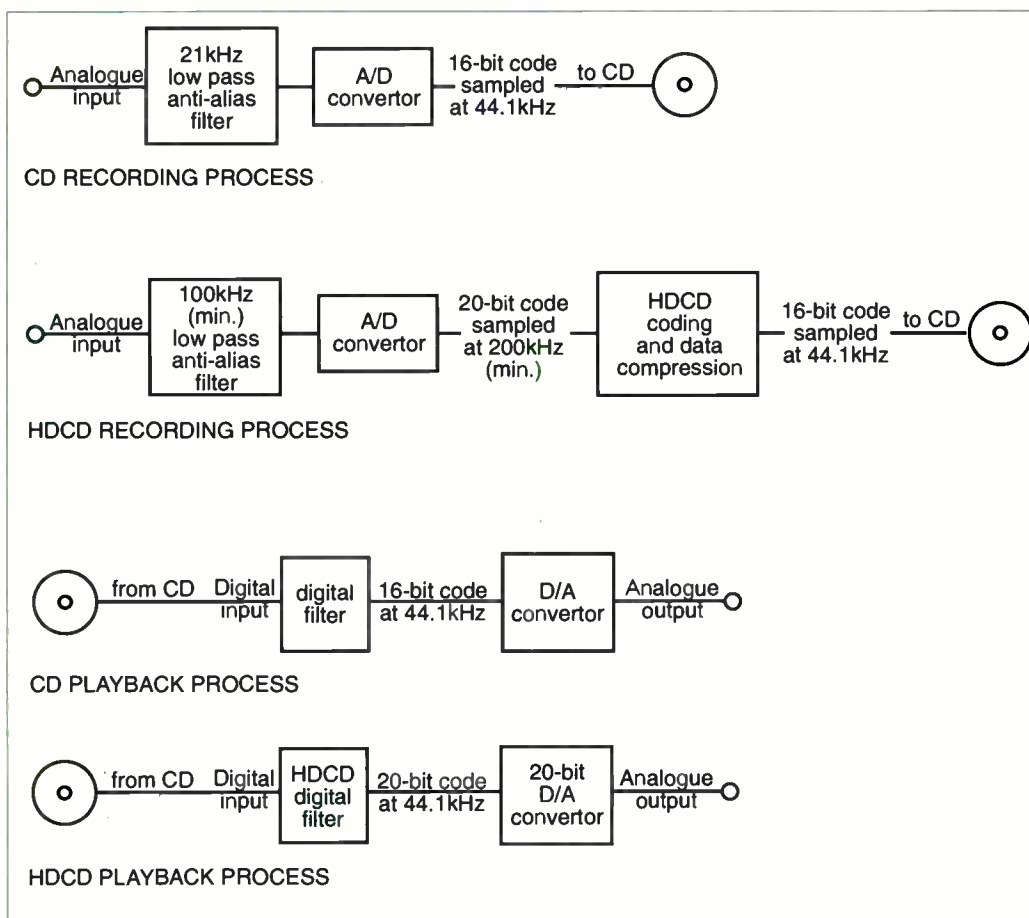 Analogue
input
21kHz
low pass
anti-alias
filter
A/D
convertor
16-bit code
sampled
at 44.1kHz
to CD
CD RECORDING PROCESS
Analogue
input
100kHz
(min.)
low pass
anti-alias
filter
A/D
convertor
20-bit code
sampled
at 200kHz
(min.)
HDCD
coding
and data
compression
16-bit code
sampled
at 44.1kHz
to CD
HDCD RECORDING PROCESS
from CD
Digital
input
digital
filter
16-bit code
at 44.1kHz
D/A
convertor
Analogue
output
CD PLAYBACK PROCESS
from CD
Digital
input
HDCD
digital
filter
20-bit code
at 44.1kHz
20-bit
D/A
convertor
Analogue
output
HDCD PLAYBACK PROCESS